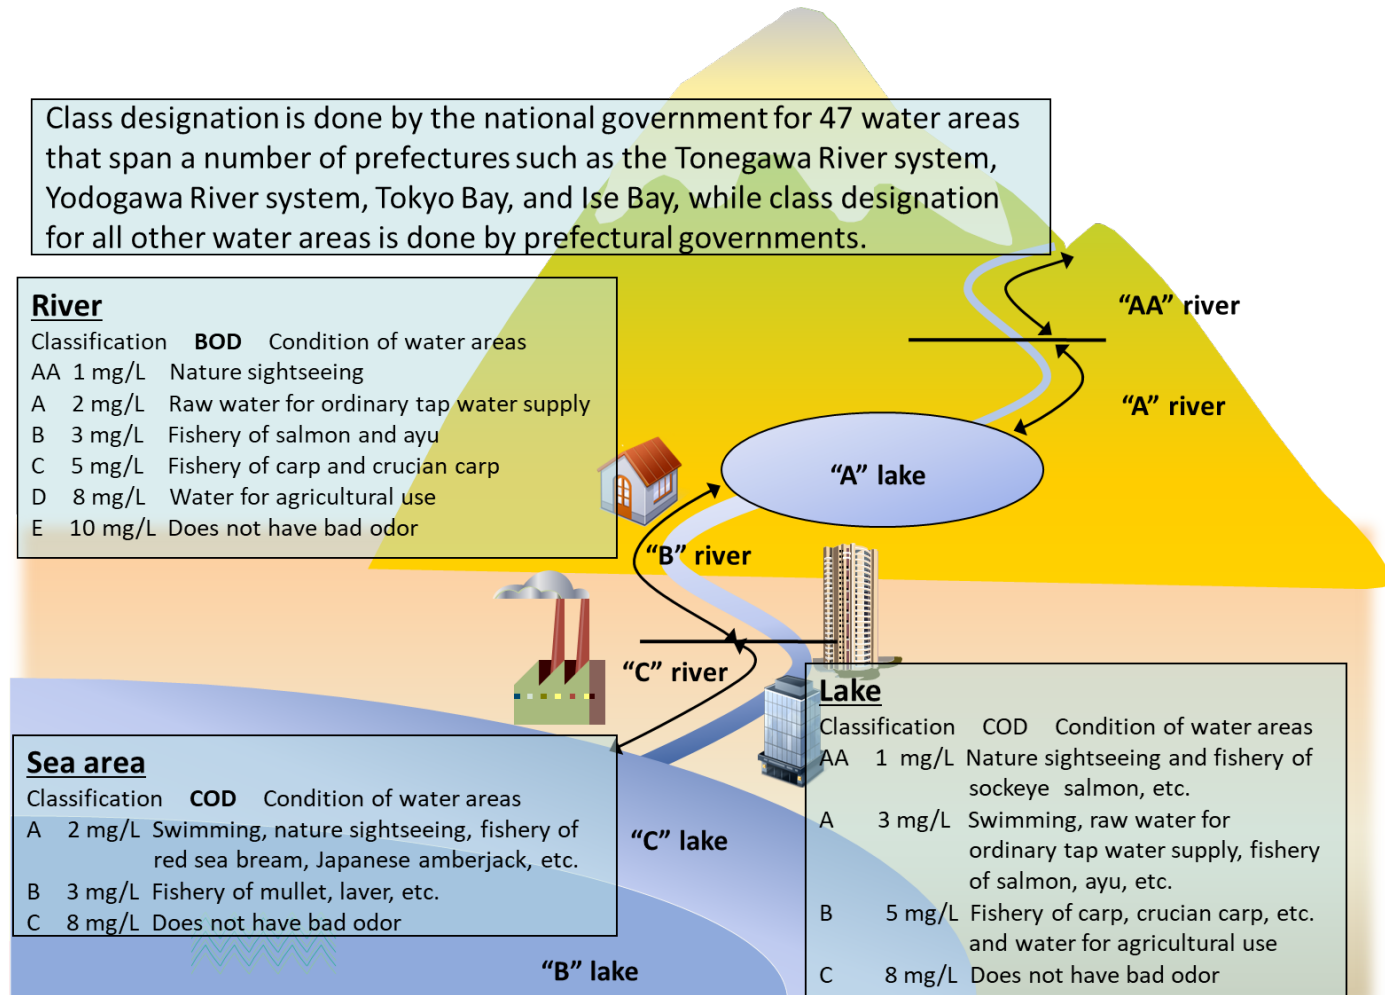 Class designation is done by the national government for 47 water areas
that span a number of prefectures such as the Tonegawa River system,
Yodogawa River system, Tokyo Bay, and Ise Bay, while class designation
for all other water areas is done by prefectural governments.
River
Classification BOD Condition of water areas
AA 1 mg/L Nature sightseeing
A 2 mg/L Raw water for ordinary tap water supply
B 3 mg/L Fishery of salmon and ayu
C 5 mg/L Fishery of carp and crucian carp
D 8 mg/L Water for agricultural use
E 10 mg/L Does not have bad odor
“AA” river
“A” river
“A” lake
“B” river
“C” river
Sea area
Classification COD Condition of water areas
A 2 mg/L Swimming, nature sightseeing, fishery of
red sea bream, Japanese amberjack, etc.
B 3 mg/L Fishery of mullet, laver, etc.
C 8 mg/L Does not have bad odor
“C” lake
“B” lake
Lake
Classification COD Condition of water areas
AA 1 mg/L Nature sightseeing and fishery of
sockeye salmon, etc.
A 3 mg/L Swimming, raw water for
ordinary tap water supply, fishery
of salmon, ayu, etc.
B 5 mg/L Fishery of carp, crucian carp, etc.
and water for agricultural use
C 8 mg/L Does not have bad odor